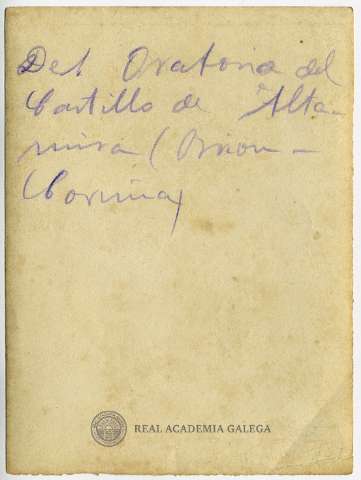 Del Oratorio del
Castillo de Alta-
mira (Brion -
Coruña)
REAL ACADEMIA GALEGA